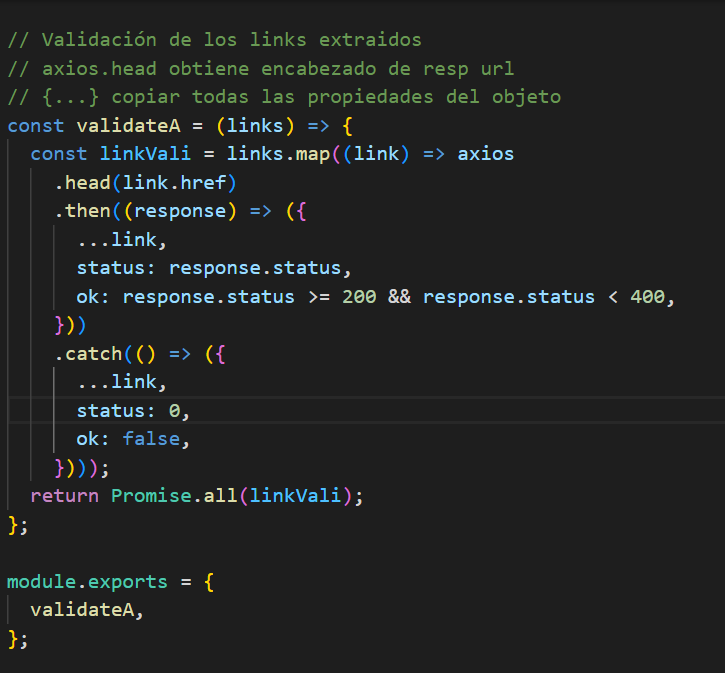 // Validación de los links extraidos
// axios.head obtiene encabezado de resp url
// {...} copiar todas las propiedades del objeto
const validateA = (links) => {
  const linkVali = links.map((link) => axios
    .head(link.href)
    .then((response) => ({
      ...link,
      status: response.status,
      ok: response.status >= 200 && response.status < 400,
    }))
    .catch(() => ({
      ...link,
      status: 0,
      ok: false,
    })));
  return Promise.all(linkVali);
};

module.exports = {
  validateA,
};